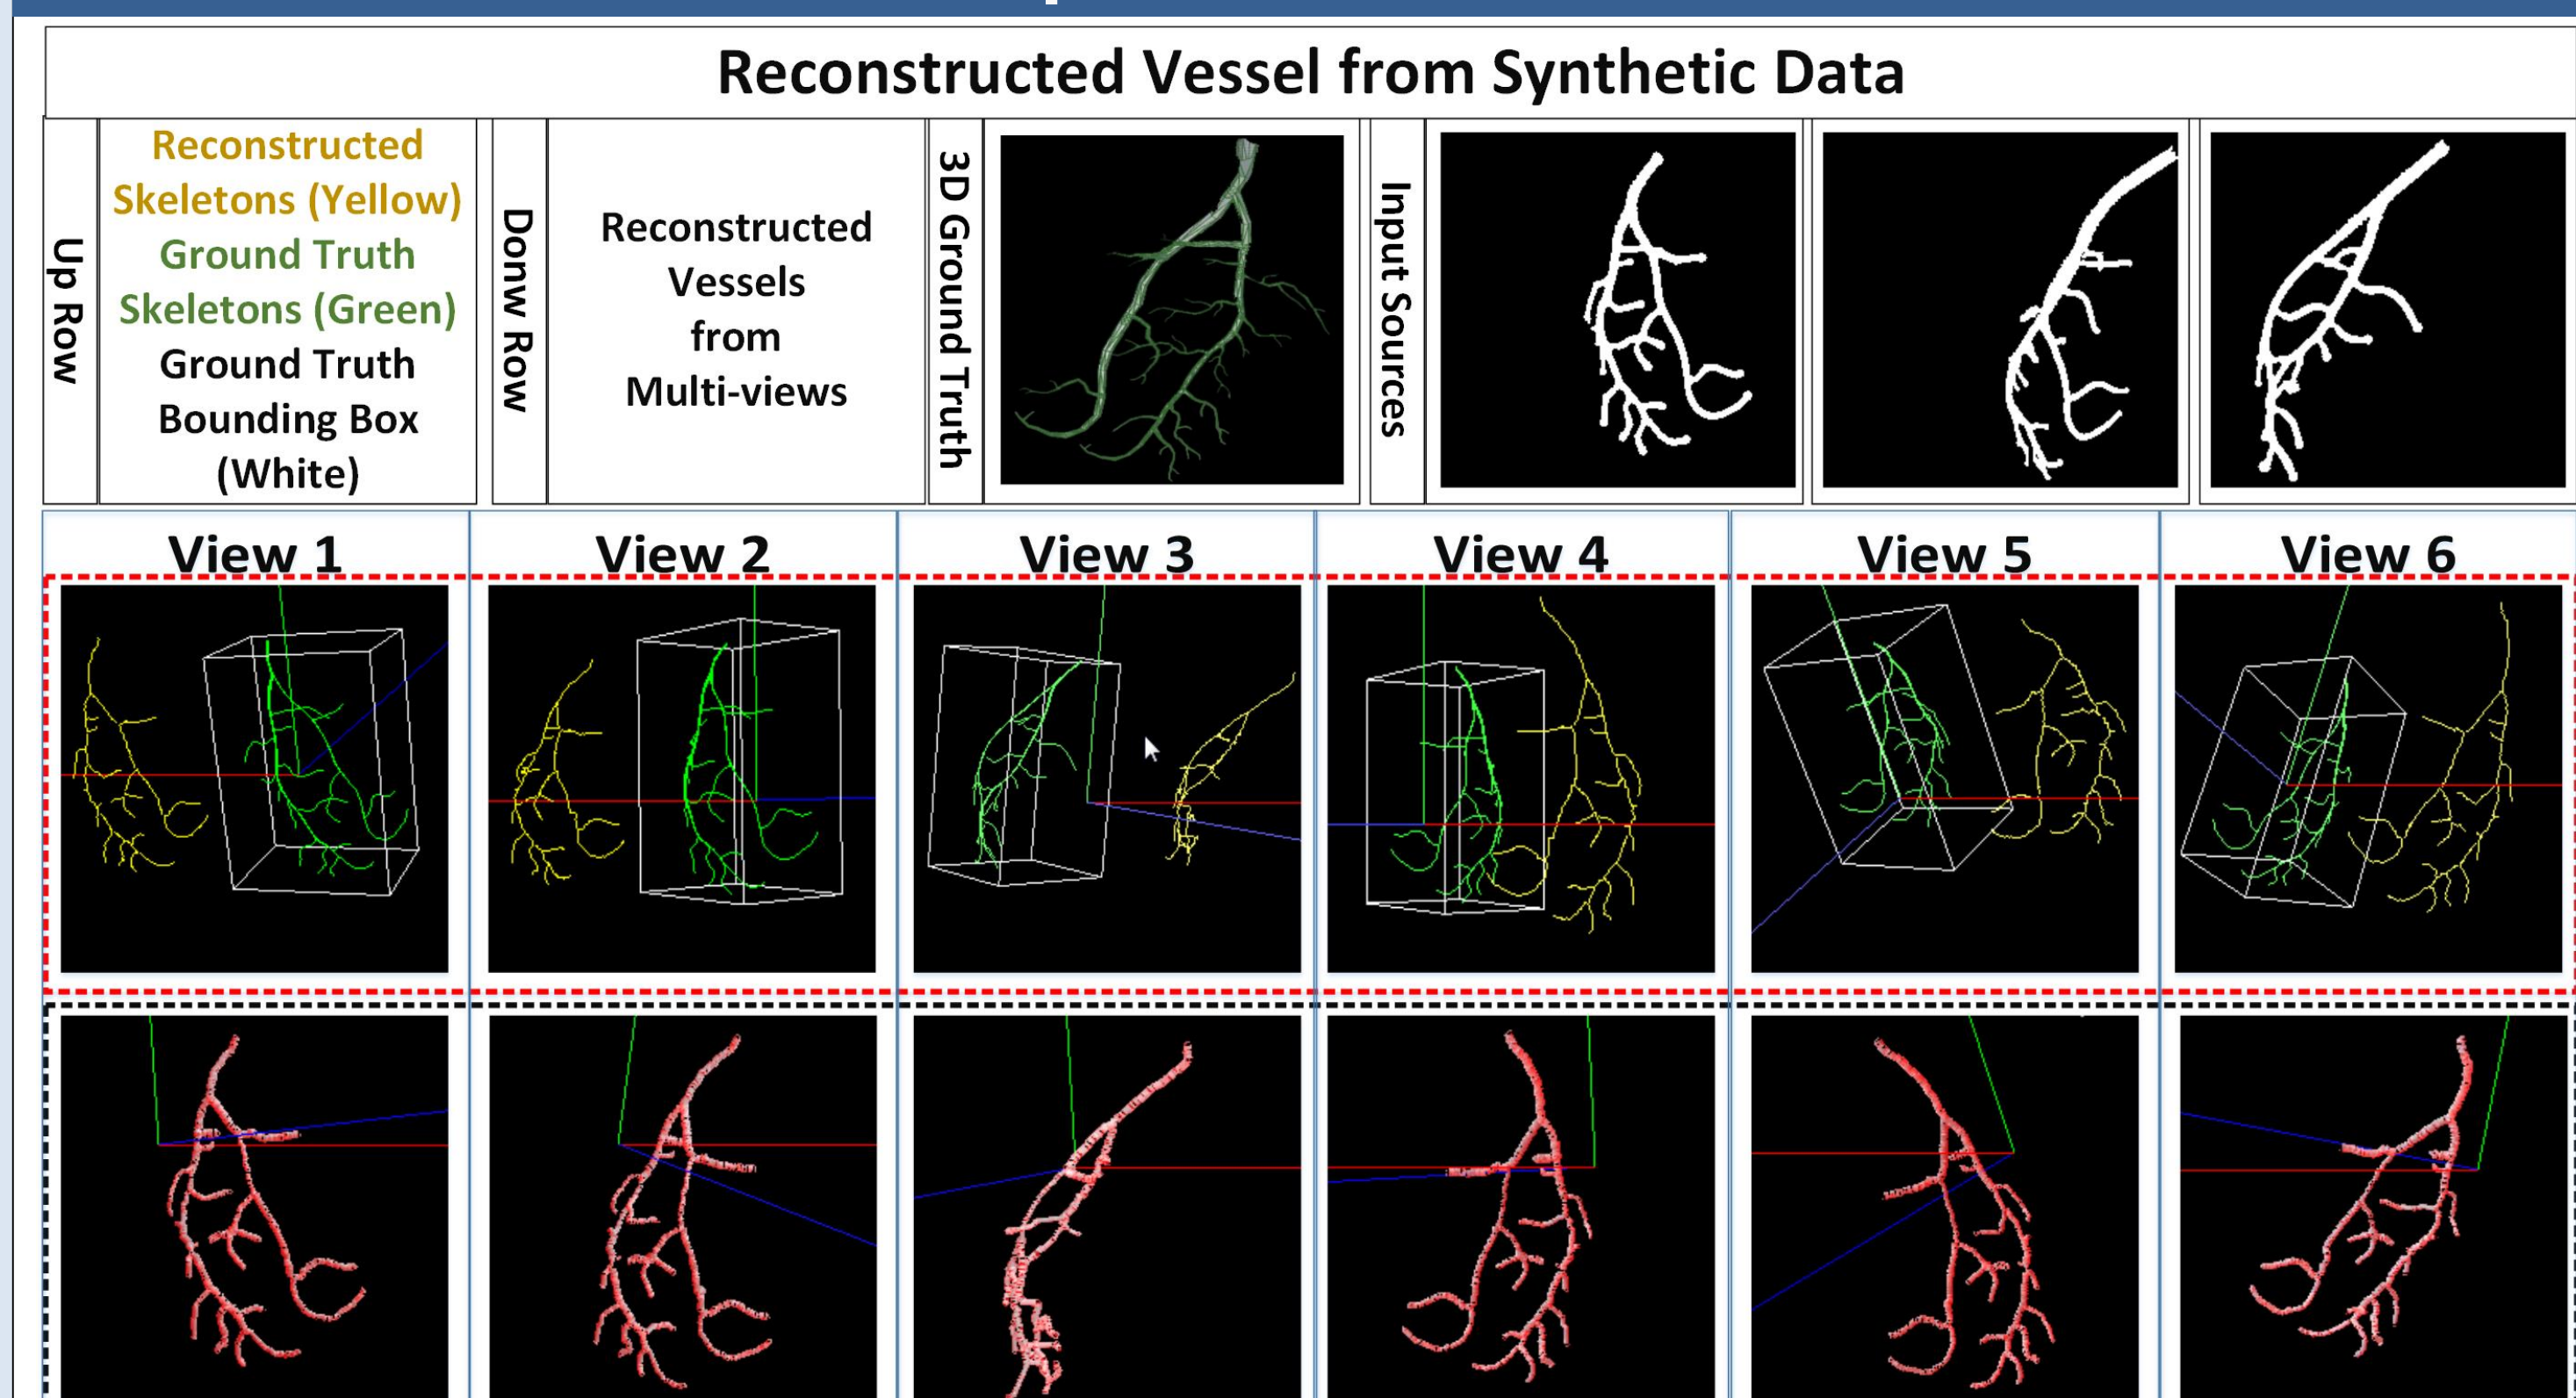 Reconstructed Vessel from Synthetic Data
Up Row
Reconstructed
Skeletons (Yellow)
Ground Truth
Skeletons (Green)
Ground Truth
Bounding Box
(White)
Donw Row
Reconstructed
Vessels
from
Multi-views
3D Ground Truth
Input Sources
View 1
View 2
View 3
View 4
View 5
View 6